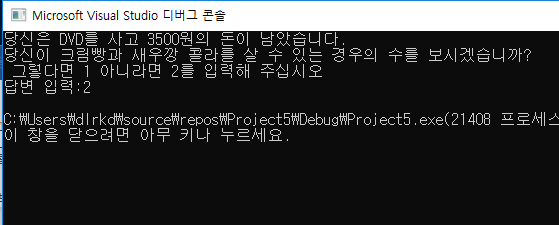 Microsoft Visual Studio 디버그 콘솔
당신은 DVD를 사고 3500원의 돈이 남았습니다.
당신이 크림빵과 새우깡 콜라를 살 수 있는 경우의 수를 보시겠습니까?
그렇다면 1 아니라면 2를 입력해 주십시오
답변 입력:2
C:₩Users₩dlrkd₩source₩repos₩Project5₩Debug₩Project5.exe(21408 프로세스
이 창을 닫으려면 아무 키나 누르세요.